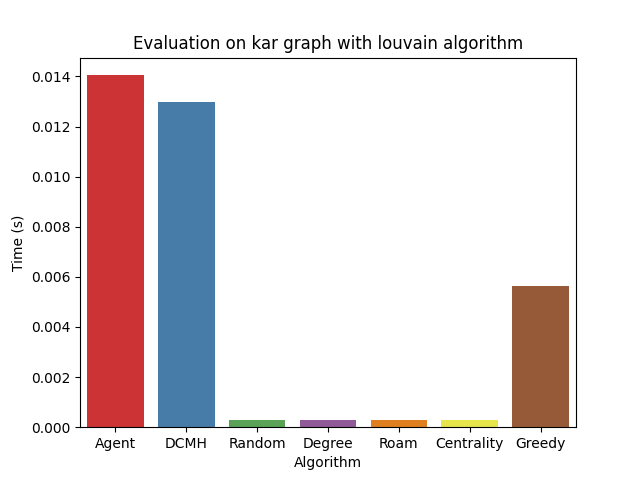 Evaluation on kar graph with louvain algorithm
0.014
0.012
0.010
0.008
0.006
0.004
0.002
0.000
Time (s)
Agent DCMH Random Degree Roam Centrality Greedy
Algorithm